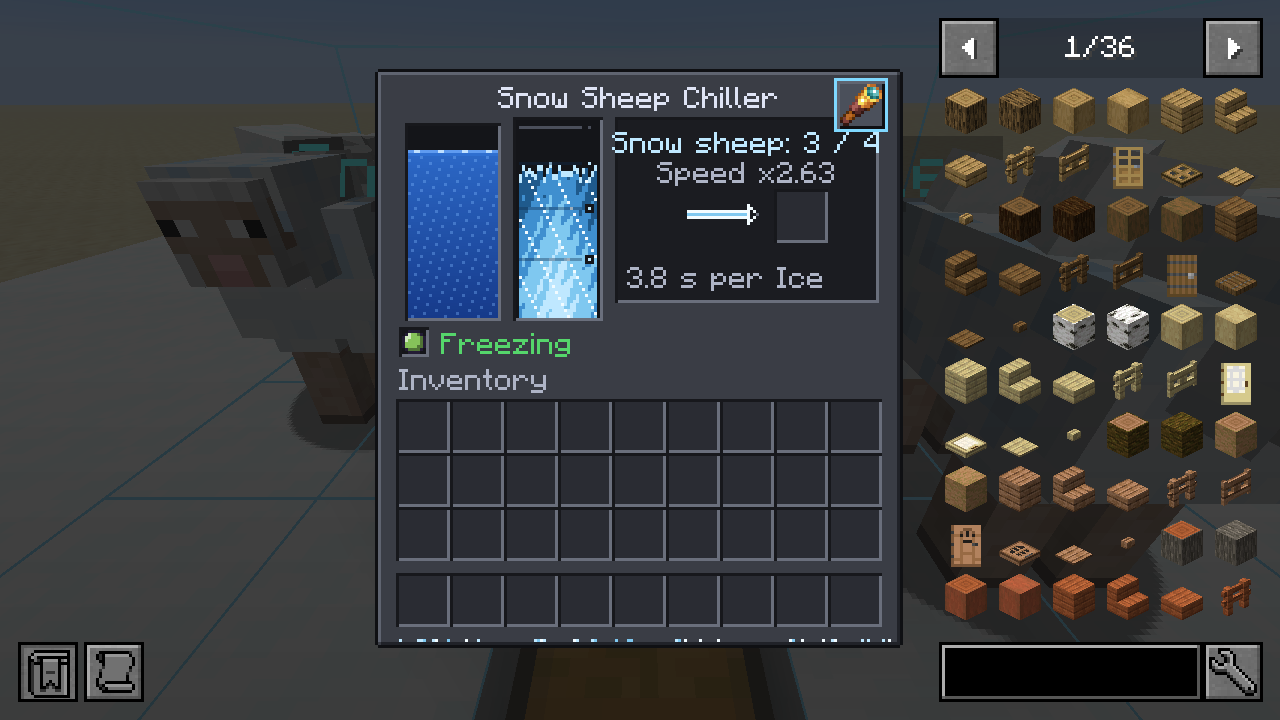 Snow Sheep Chiller
1/36
Snow sheep: 3 / 4
Speed x2.63
3.8 s per Ice
Freezing
Inventory